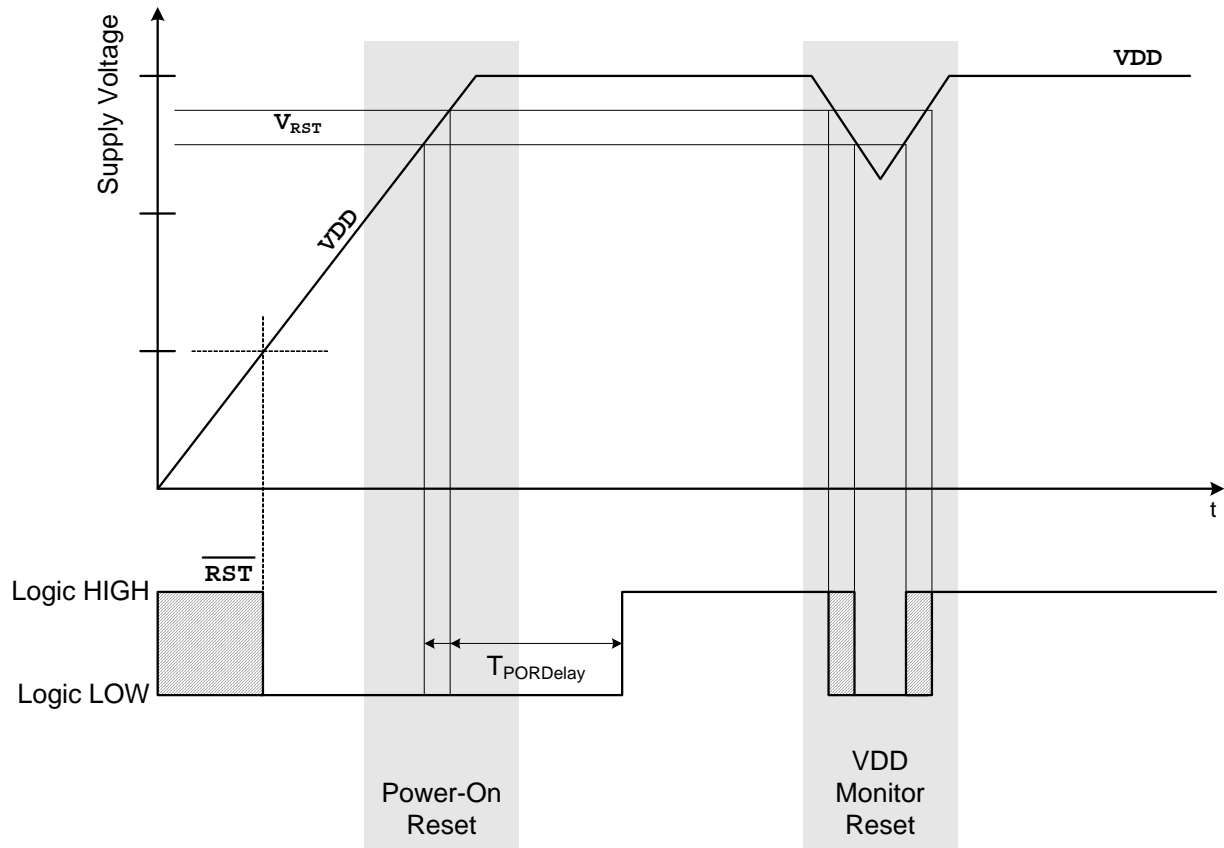 Supply Voltage
VDD
VRST
VDD
t
RST
Logic HIGH
TPORDelay
Logic LOW
Power-On
Reset
VDD
Monitor
Reset